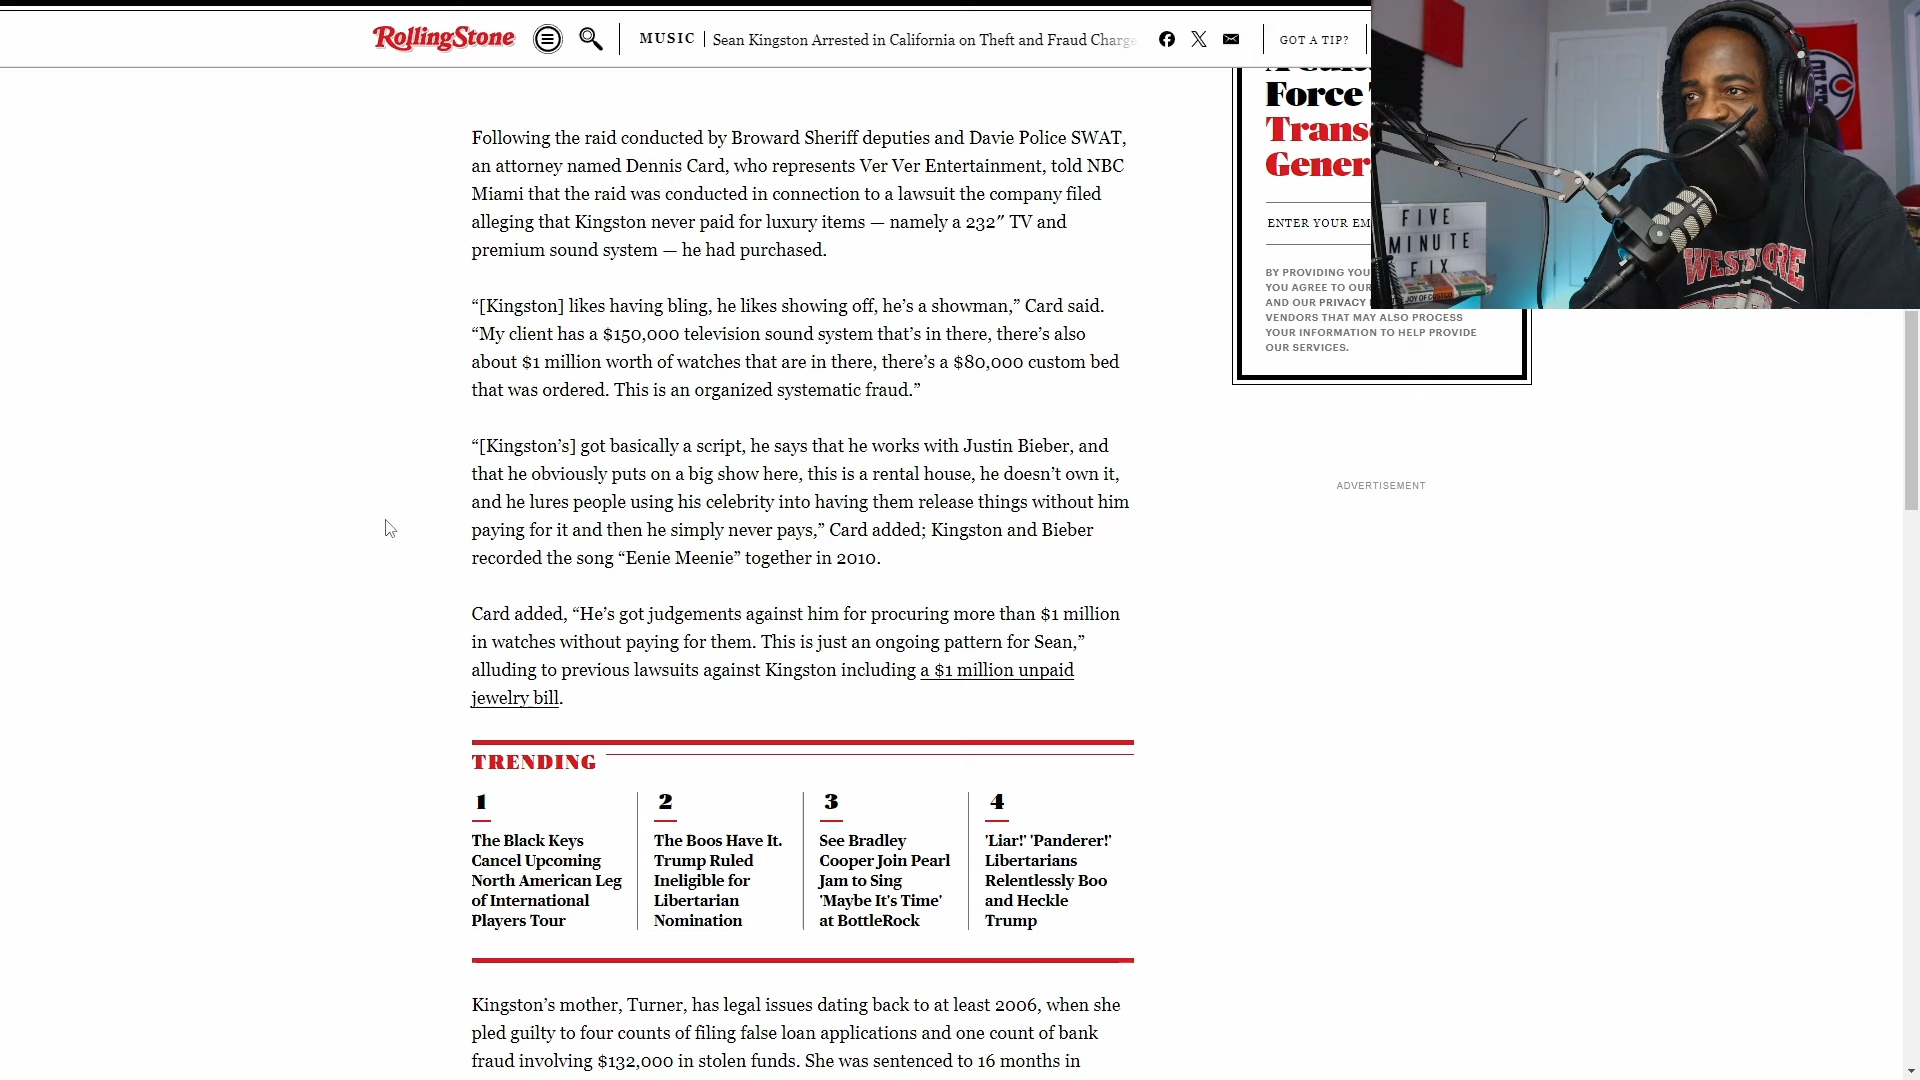 RollingStone
MUSIC
Sean Kingston Arrested in California on Theft and Fraud Charge
GOT A TIP?
Following the raid conducted by Broward Sheriff deputies and Davie Police SWAT,
an attorney named Dennis Card, who represents Ver Ver Entertainment, told NBC
Miami that the raid was conducted in connection to a lawsuit the company filed
alleging that Kingston never paid for luxury items — namely a 232″ TV and
premium sound system — he had purchased.
“[Kingston] likes having bling, he likes showing off, he’s a showman,” Card said.
“My client has a $150,000 television sound system that’s in there, there’s also
about $1 million worth of watches that are in there, there’s a $80,000 custom bed
that was ordered. This is an organized systematic fraud.”
“[Kingston’s] got basically a script, he says that he works with Justin Bieber, and
that he obviously puts on a big show here, this is a rental house, he doesn’t own it,
and he lures people using his celebrity into having them release things without him
paying for it and then he simply never pays,” Card added; Kingston and Bieber
recorded the song “Eenie Meenie” together in 2010.
Card added, “He’s got judgements against him for procuring more than $1 million
in watches without paying for them. This is just an ongoing pattern for Sean,”
alluding to previous lawsuits against Kingston including a $1 million unpaid
jewelry bill.
TRENDING
1
The Black Keys
Cancel Upcoming
North American Leg
of International
Players Tour
2
The Boos Have It.
Trump Ruled
Ineligible for
Libertarian
Nomination
3
See Bradley
Cooper Join Pearl
Jam to Sing
'Maybe It's Time'
at BottleRock
4
'Liar!' 'Panderer!'
Libertarians
Relentlessly Boo
and Heckle
Trump
Kingston’s mother, Turner, has legal issues dating back to at least 2006, when she
pled guilty to four counts of filing false loan applications and one count of bank
fraud involving $132,000 in stolen funds. She was sentenced to 16 months in
Force
Trans
Gener
ENTER YOUR EM
BY PROVIDING YOU
YOU AGREE TO OUR
AND OUR PRIVACY
VENDORS THAT MAY ALSO PROCESS
YOUR INFORMATION TO HELP PROVIDE
OUR SERVICES.
ADVERTISEMENT
FIVE
MINUTE
FIX
JOY OF COSTCO
OILER